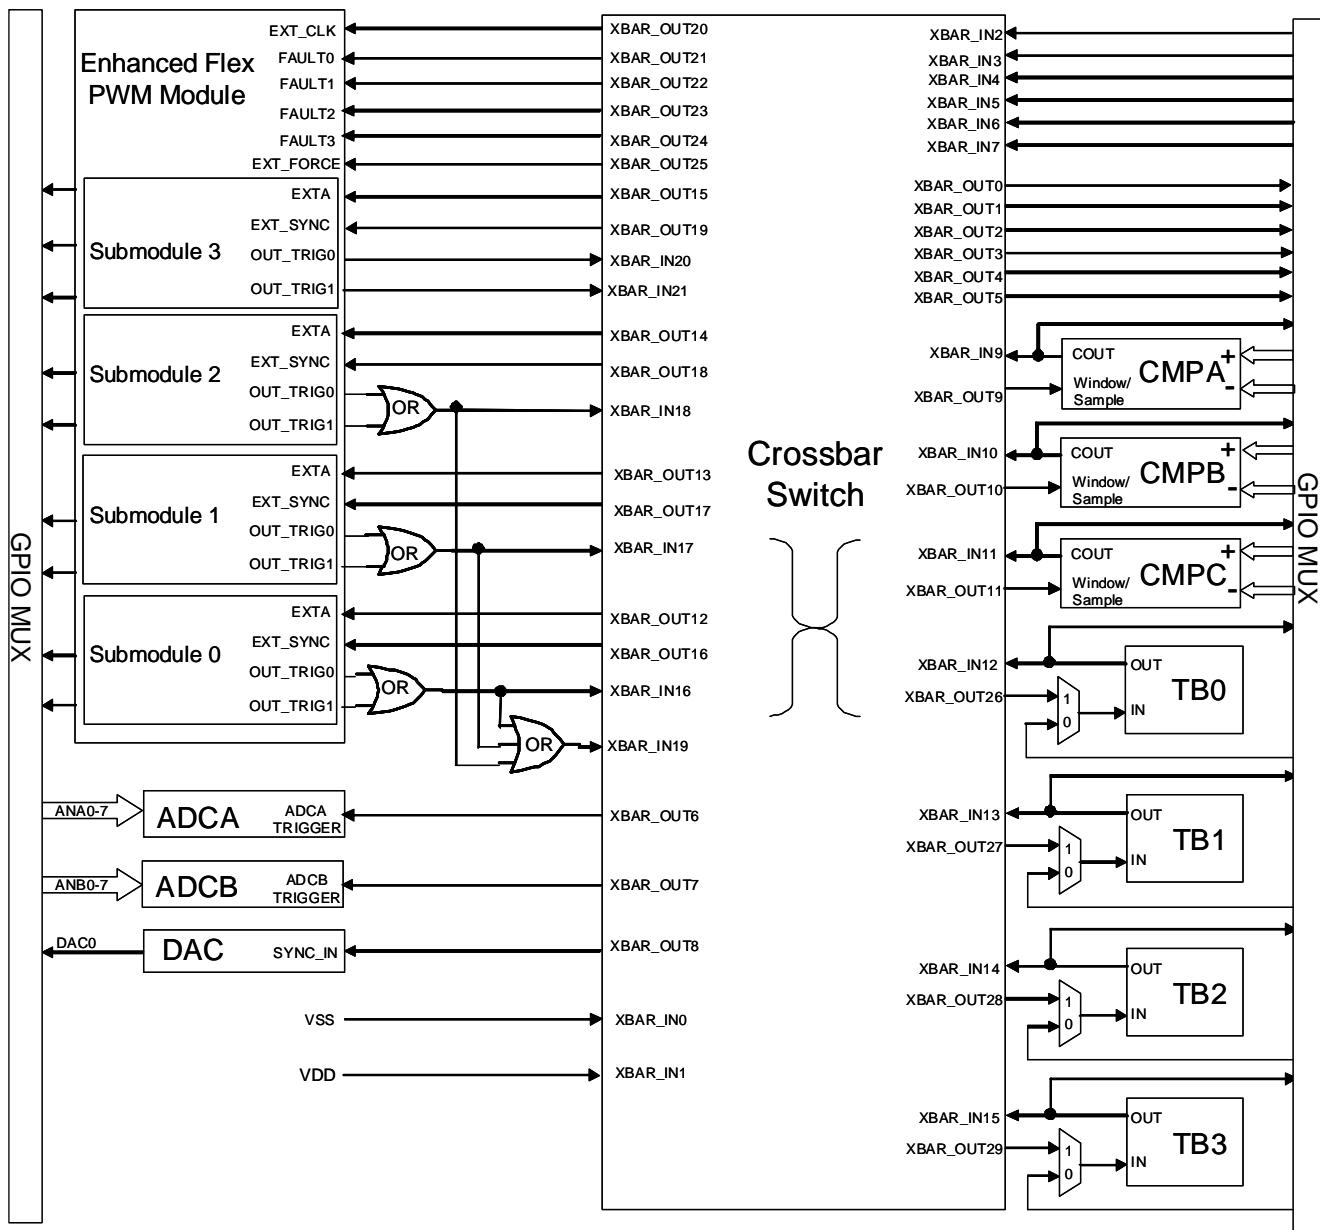 GPIO MUX
Enhanced Flex
PWM Module
EXT_CLK
FAULT0
FAULT1
FAULT2
FAULT3
EXT_FORCE
Submodule 3
EXTA
EXT_SYNC
OUT_TRIG0
OUT_TRIG1
Submodule 2
EXTA
EXT_SYNC
OUT_TRIG0
OUT_TRIG1
OR
Submodule 1
EXTA
EXT_SYNC
OUT_TRIG0
OUT_TRIG1
OR
Submodule 0
EXTA
EXT_SYNC
OUT_TRIG0
OUT_TRIG1
OR
OR
ANA0-7
ADCA
ADCA
TRIGGER
ANB0-7
ADCB
ADCB
TRIGGER
DAC0
DAC
SYNC_IN
VSS
VDD
XBAR_OUT20
XBAR_OUT21
XBAR_OUT22
XBAR_OUT23
XBAR_OUT24
XBAR_OUT25
XBAR_OUT15
XBAR_OUT19
XBAR_IN20
XBAR_IN21
XBAR_OUT14
XBAR_OUT18
XBAR_IN18
XBAR_OUT13
XBAR_OUT17
XBAR_IN17
XBAR_OUT12
XBAR_OUT16
XBAR_IN16
XBAR_IN19
XBAR_OUT6
XBAR_OUT7
XBAR_OUT8
XBAR_IN0
XBAR_IN1
Crossbar
Switch
XBAR_IN2
XBAR_IN3
XBAR_IN4
XBAR_IN5
XBAR_IN6
XBAR_IN7
XBAR_OUT0
XBAR_OUT1
XBAR_OUT2
XBAR_OUT3
XBAR_OUT4
XBAR_OUT5
XBAR_IN9
XBAR_OUT9
XBAR_IN10
XBAR_OUT10
XBAR_IN11
XBAR_OUT11
XBAR_IN12
XBAR_OUT26
XBAR_IN13
XBAR_OUT27
XBAR_IN14
XBAR_OUT28
XBAR_IN15
XBAR_OUT29
COUT
CMPA
+
-
Window/
Sample
COUT
CMPB
+
-
Window/
Sample
COUT
CMPC
+
-
Window/
Sample
OUT
TB0
1
0
IN
OUT
TB1
1
0
IN
OUT
TB2
1
0
IN
OUT
TB3
1
0
IN
GPIO MUX